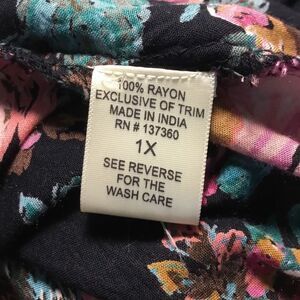 100% RAYON
EXCLUSIVE OF TRIM
MADE IN INDIA
RN # 137360
1X
SEE REVERSE
FOR THE
WASH CARE